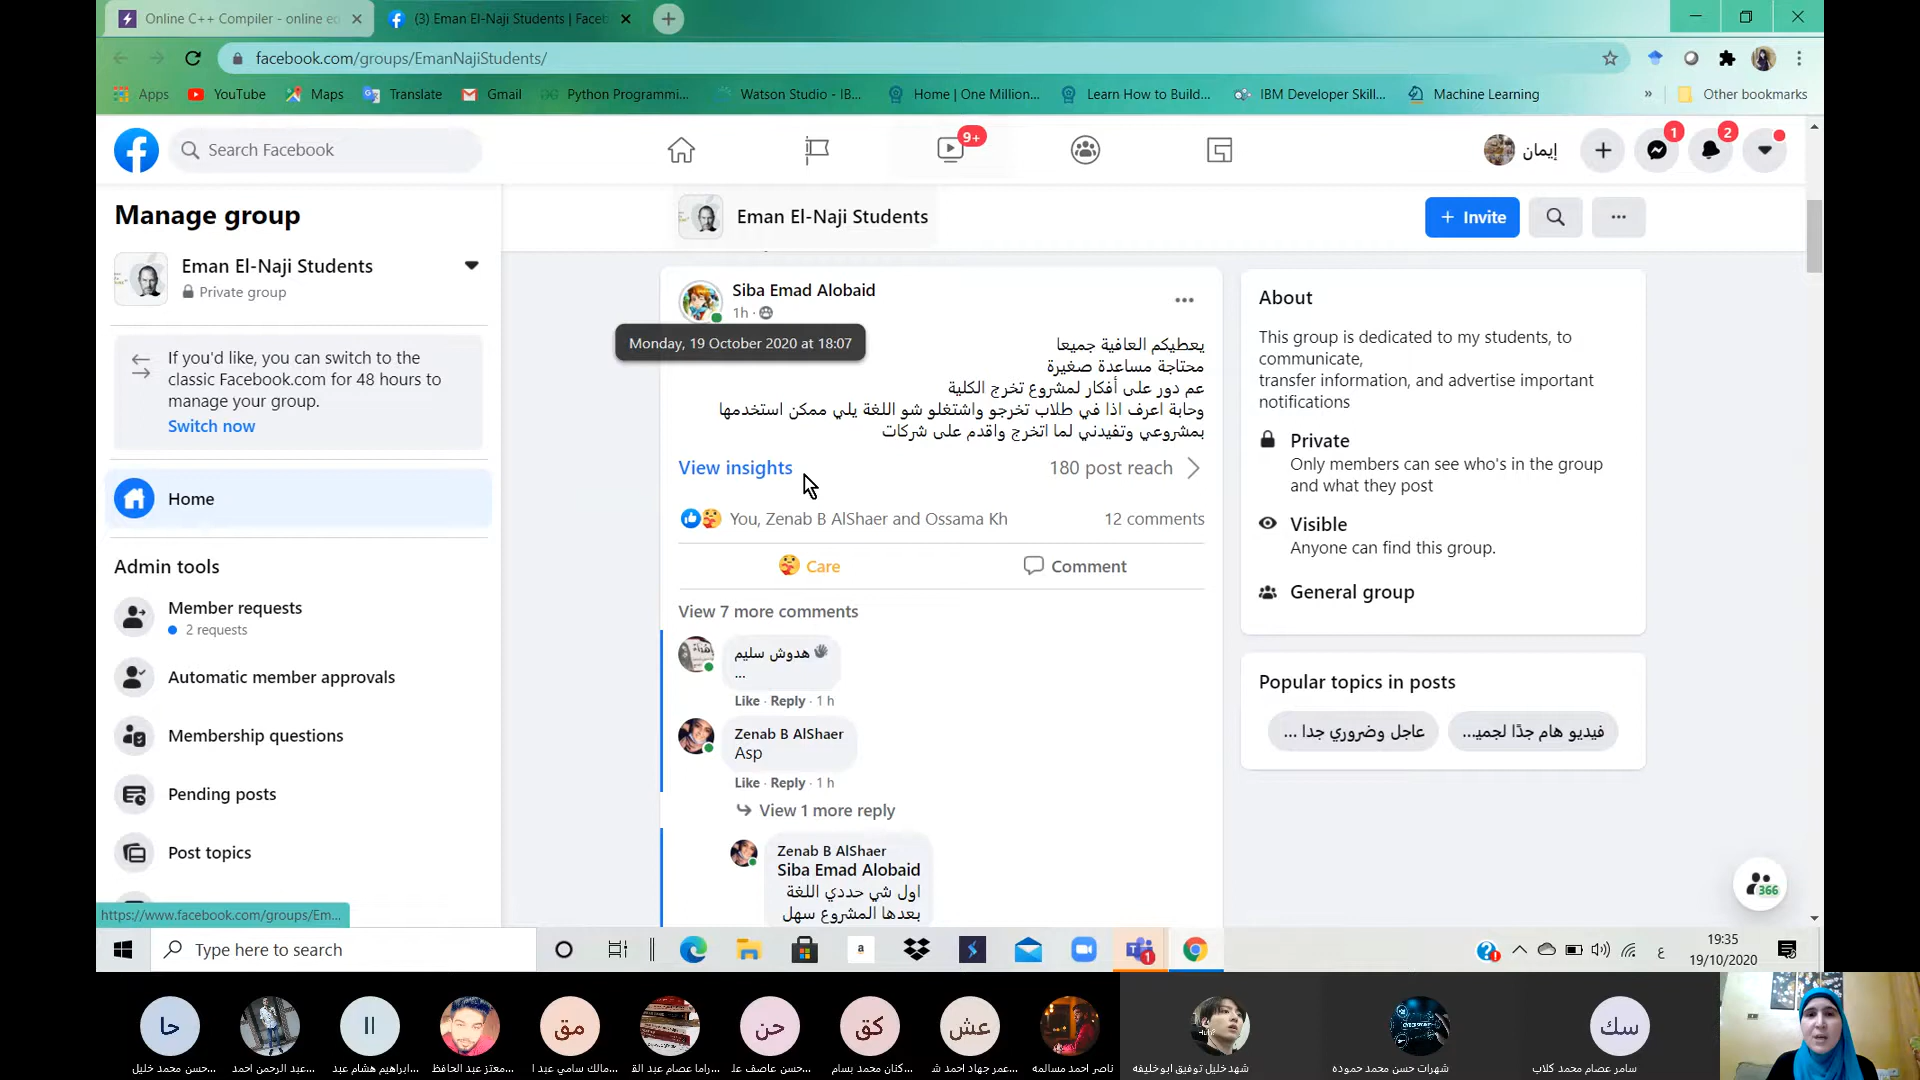 Online C++ Compiler - online ed
(3) Eman El-Naji Students | Faceb
facebook.com/groups/EmanNajiStudents/
Apps
YouTube
Maps
Translate
Gmail
Python Programmi...
Watson Studio - IB...
Home | One Million...
Learn How to Build...
IBM Developer Skill...
Machine Learning
»
Other bookmarks
Search Facebook
9+
إيمان
1
2
Manage group
Eman El-Naji Students
Private group
If you'd like, you can switch to the
classic Facebook.com for 48 hours to
manage your group.
Switch now
Home
Admin tools
Member requests
2 requests
Automatic member approvals
Membership questions
Pending posts
Post topics
https://www.facebook.com/groups/Em...
Eman El-Naji Students
+ Invite
Siba Emad Alobaid
1h
Monday, 19 October 2020 at 18:07
يعطيكم العافية جميعا
محتاجة مساعدة صغيرة
عم دور على أفكار لمشروع تخرج الكلية
وحابة اعرف اذا في طلاب تخرجو واشتغلو شو اللغة يلي ممكن استخدمها
بمشروعي وتفيدني لما اتخرج واقدم على شركات
View insights
180 post reach
You, Zenab B AlShaer and Ossama Kh
12 comments
Care
Comment
View 7 more comments
هدوش سليم
...
Like · Reply · 1 h
Zenab B AlShaer
Asp
Like · Reply · 1 h
View 1 more reply
Zenab B AlShaer
Siba Emad Alobaid
اول شي حددي اللغة
بعدها المشروع سهل
About
This group is dedicated to my students, to
communicate,
transfer information, and advertise important
notifications
Private
Only members can see who's in the group
and what they post
Visible
Anyone can find this group.
General group
Popular topics in posts
فيديو هام جدًا لجميـ...
عاجل وضروري جدا ...
366
Type here to search
a
1
ع
19:35
19/10/2020
حا
اا
مق
حن
كق
عش
سك
حسن محمد خليل...
عبد الرحمن احمد...
ابراهيم هشام عبد...
معتز عبد الحافظ...
مالك سامي عبد ا...
راما عصام عبد الق...
حسن عاصف علـ...
كنان محمد بسام...
عمر جهاد احمد ش...
ناصر احمد مسالمه
شهد خليل توفيق ابوخليفه
شهرات حسن محمد حموده
سامر عصام محمد كلاب